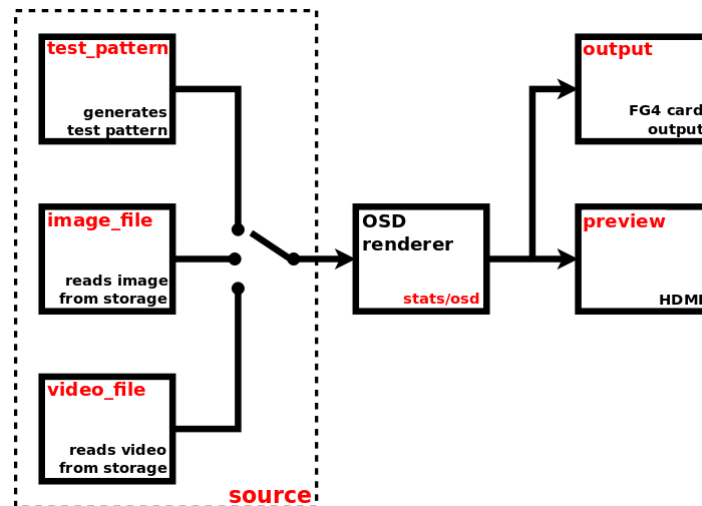 test_pattern
generates
test pattern
image_file
reads image
from storage
video_file
reads video
from storage
source
OSD
renderer
stats/osd
output
FG4 card
output
preview
HDMI